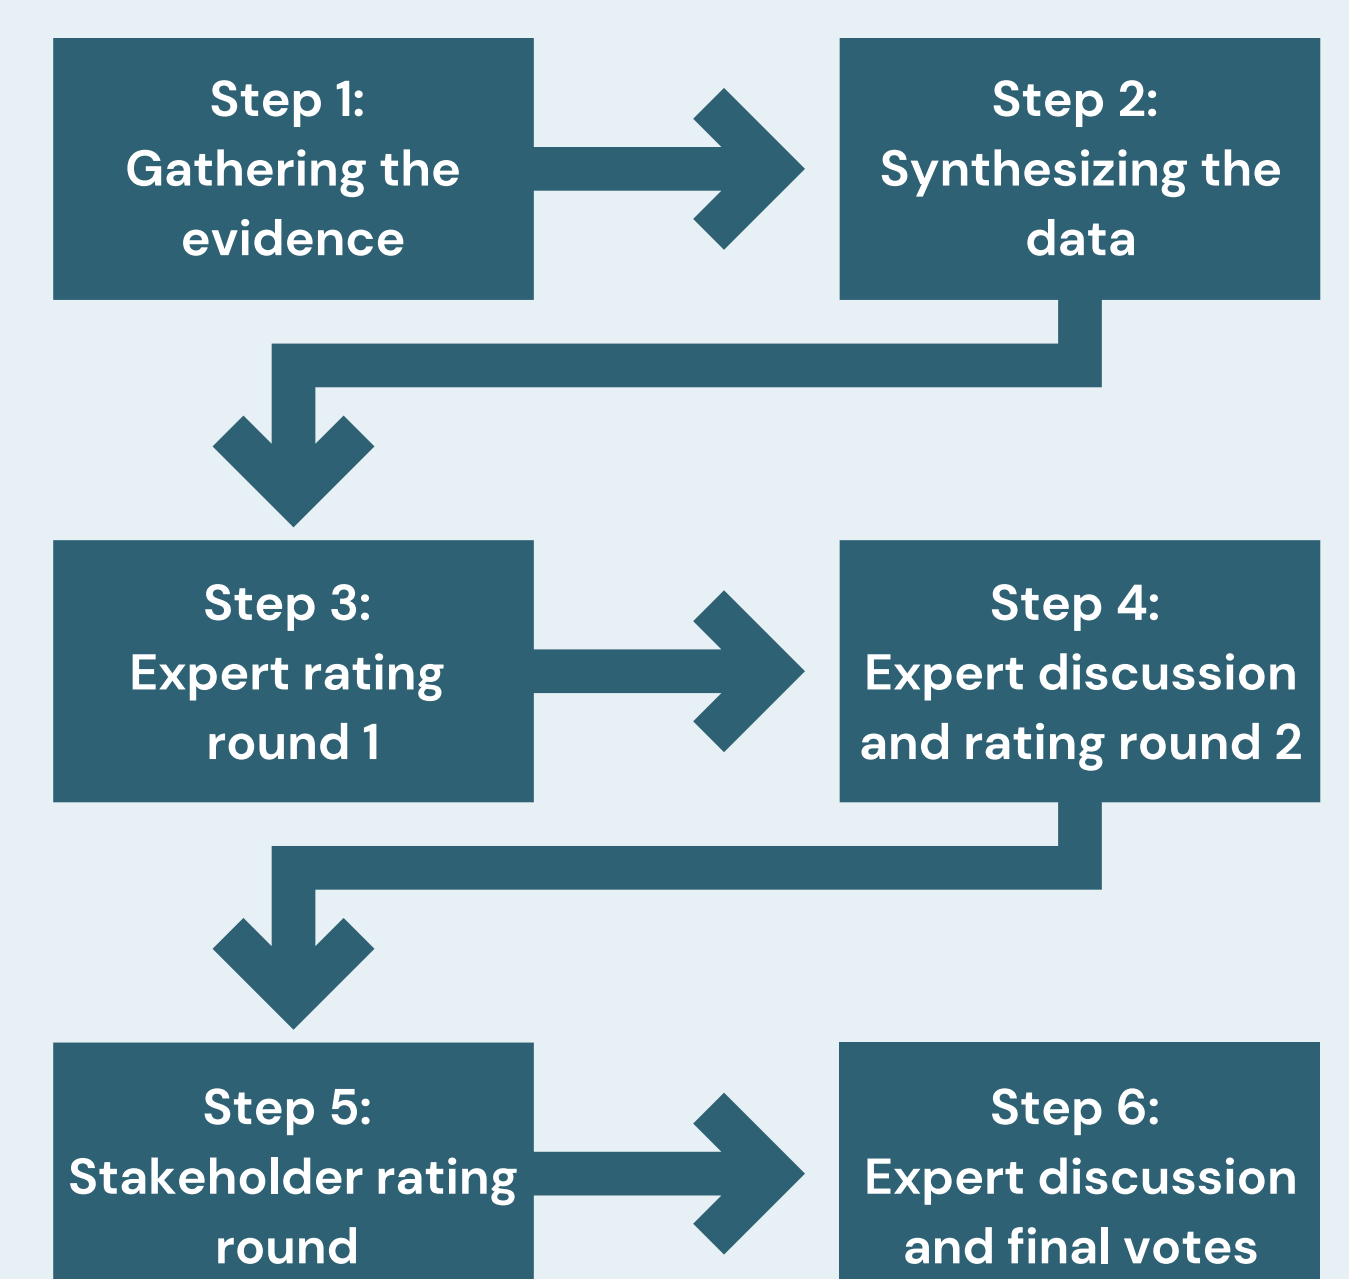 Step 1:
Gathering the
evidence
Step 2:
Synthesizing the
data
Step 3:
Expert rating
round 1
Step 4:
Expert discussion
and rating round 2
Step 5:
Stakeholder rating
round
Step 6:
Expert discussion
and final votes